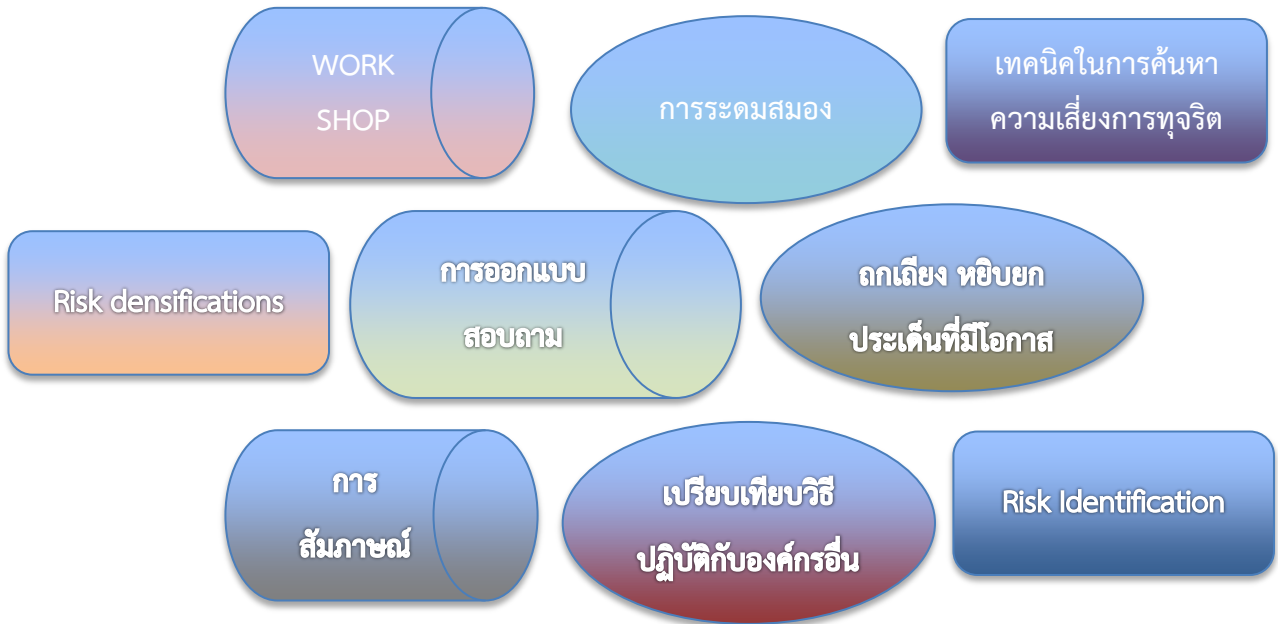 WORK
SHOP
การระดมสมอง
เทคนิคในการค้นหา
ความเสี่ยงการทุจริต
Risk densifications
การออกแบบ
สอบถาม
ถกเถียง หยิบยก
ประเด็นที่มีโอกาส
การ
สัมภาษณ์
เปรียบเทียบวิธี
ปฏิบัติกับองค์กรอื่น
Risk Identification